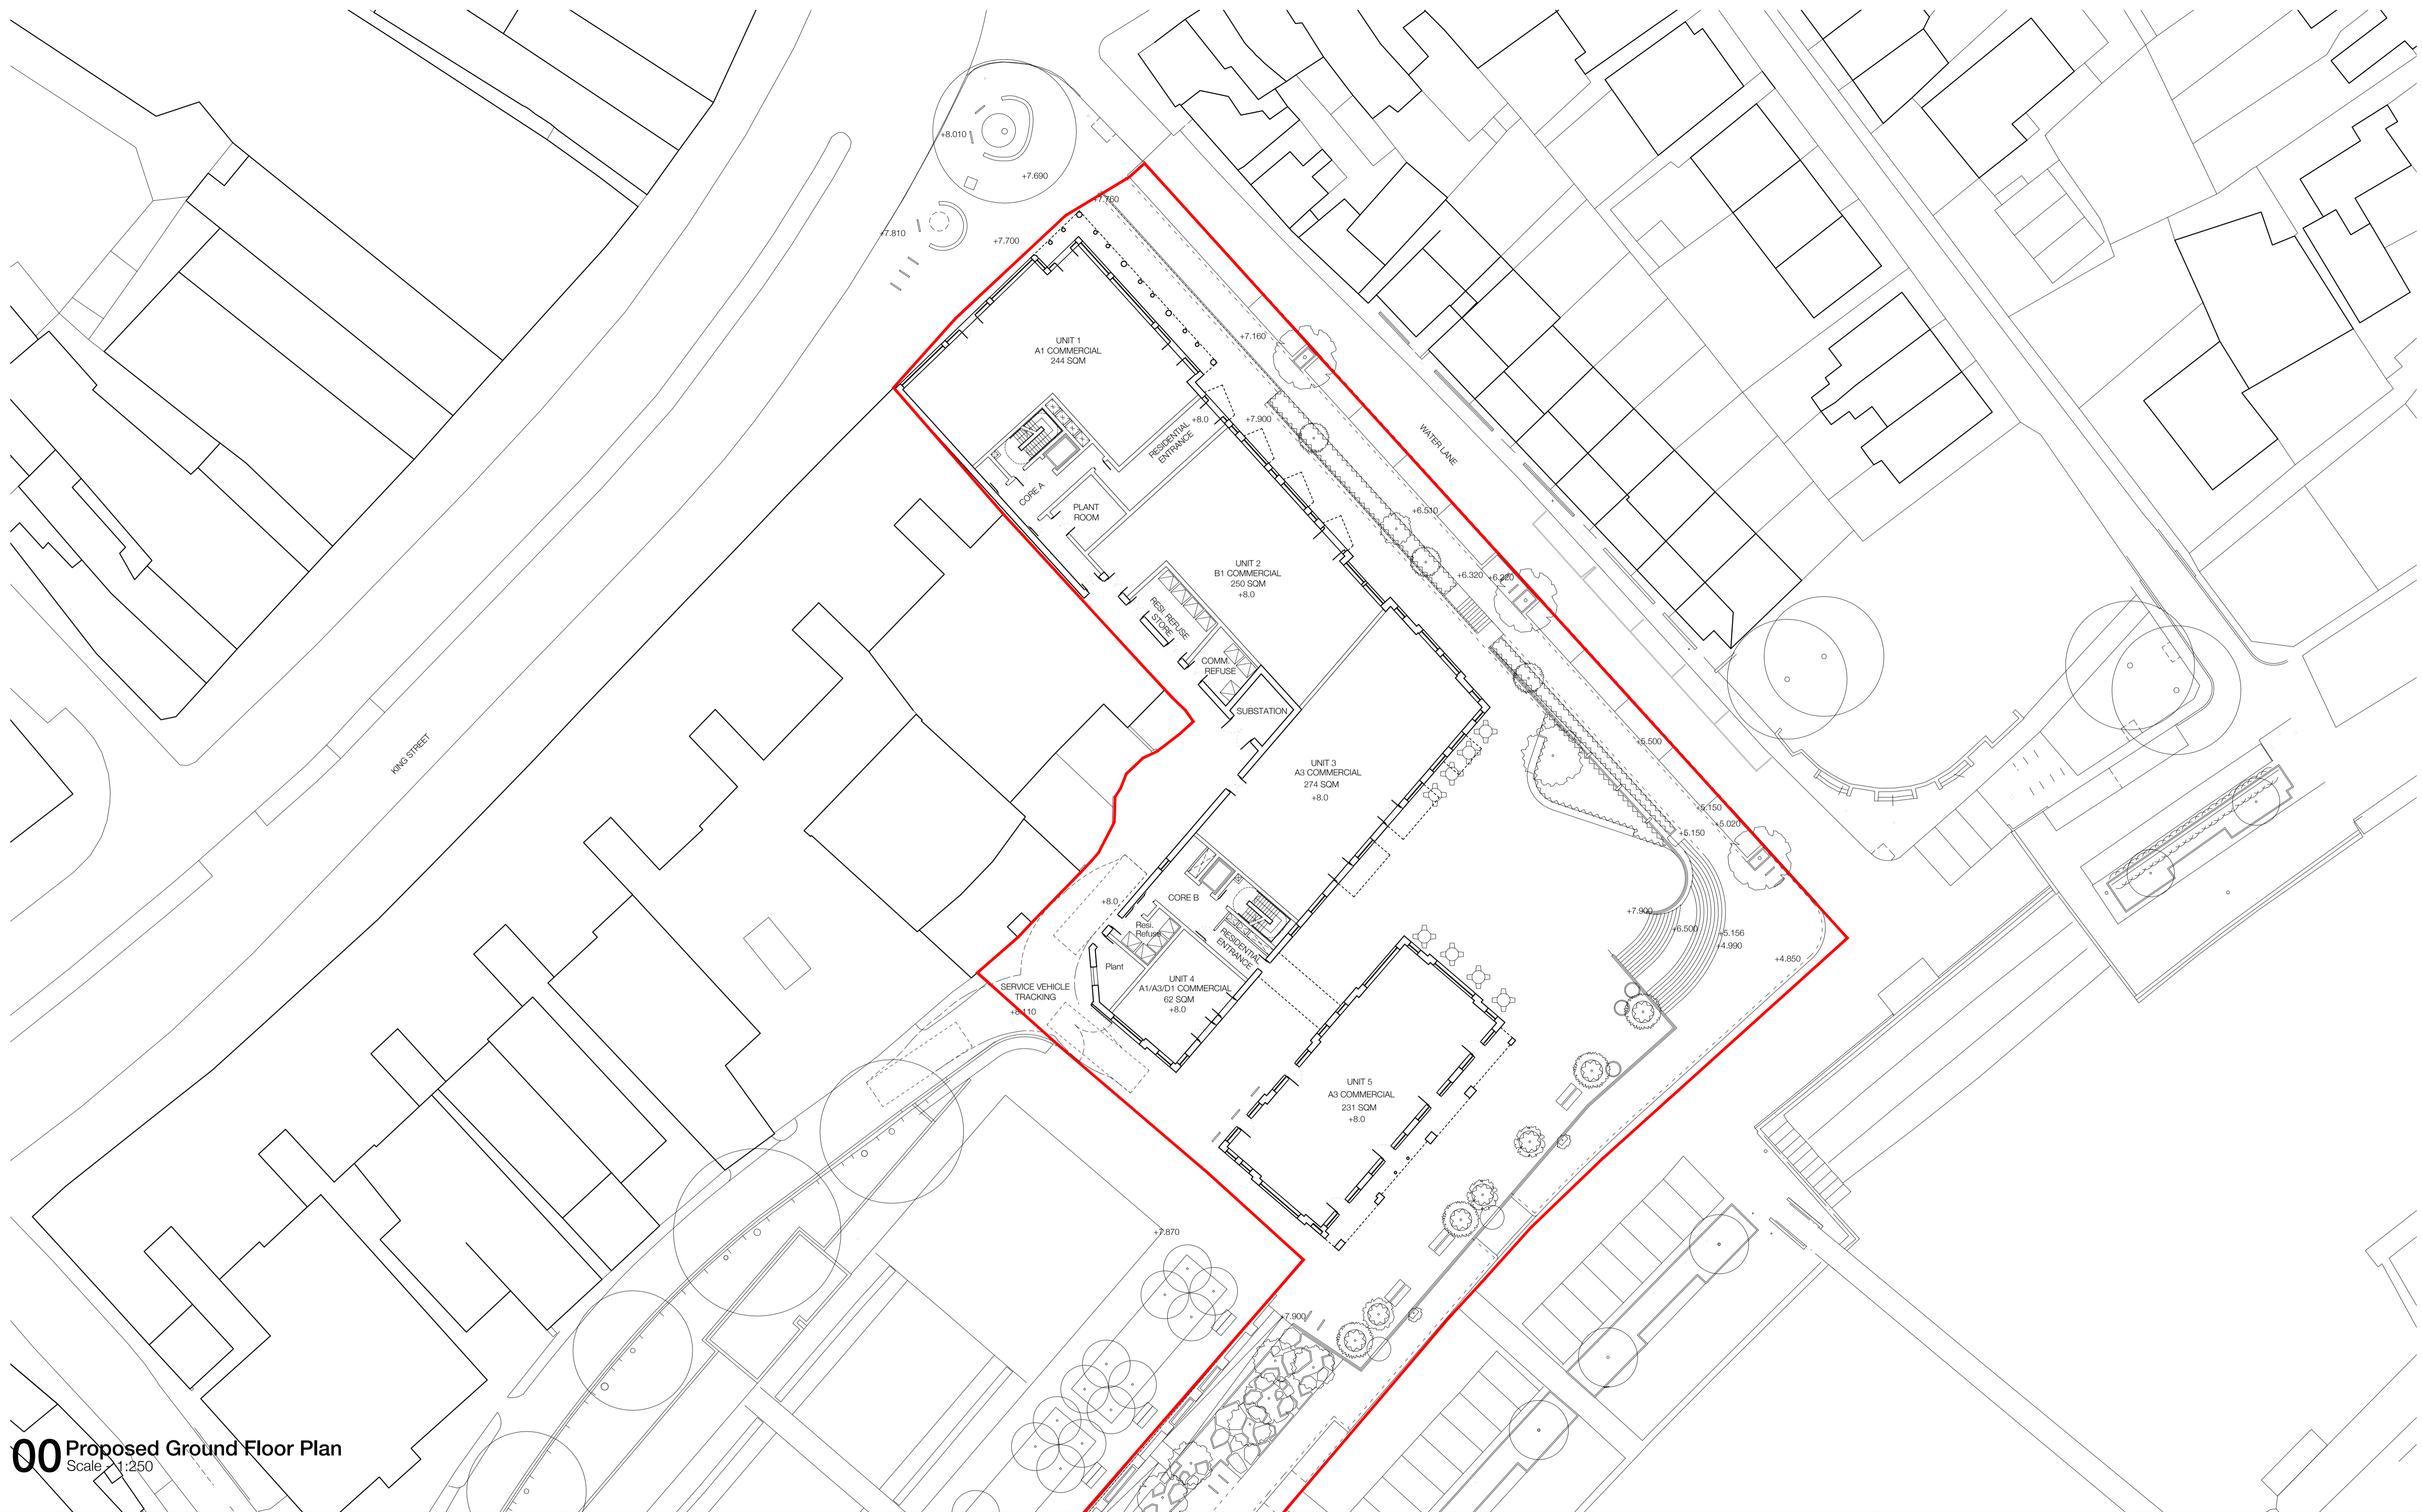 +8.010
+7.690
+7.760
+7.810
+7.700
UNIT 1
A1 COMMERCIAL
244 SQM
+7.160
+8.0
+7.900
RESIDENTIAL
ENTRANCE
WATER LANE
CORE A
PLANT
ROOM
+6.510
UNIT 2
B1 COMMERCIAL
250 SQM
+8.0
+6.320
+6.220
RESI. REFUSE
STORE
COMM.
REFUSE
SUBSTATION
KING STREET
+5.500
UNIT 3
A3 COMMERCIAL
274 SQM
+8.0
+5.150
+5.020
+5.150
CORE B
+8.0
Resi.
Refuse
RESIDENTIAL
ENTRANCE
+7.900
+6.500
+5.156
+4.990
+4.850
Plant
UNIT 4
A1/A3/D1 COMMERCIAL
62 SQM
+8.0
SERVICE VEHICLE
TRACKING
+8.110
UNIT 5
A3 COMMERCIAL
231 SQM
+8.0
+7.870
+7.900
00 Proposed Ground Floor Plan
Scale - 1:250